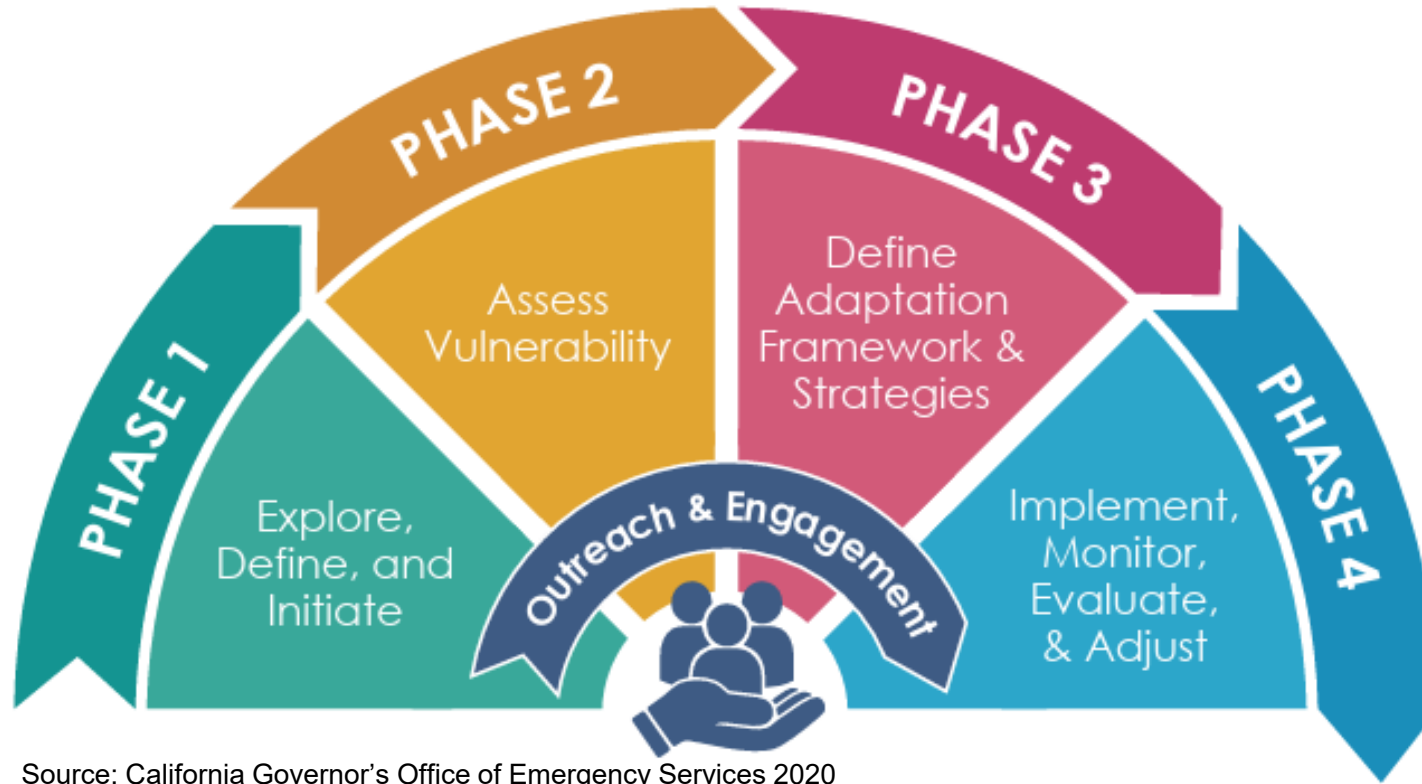 PHASE 1
Explore,
Define, and
Initiate
PHASE 2
Assess
Vulnerability
PHASE 3
Define
Adaptation
Framework &
Strategies
PHASE 4
Implement,
Monitor,
Evaluate,
& Adjust
Outreach & Engagement
Source: California Governor’s Office of Emergency Services 2020